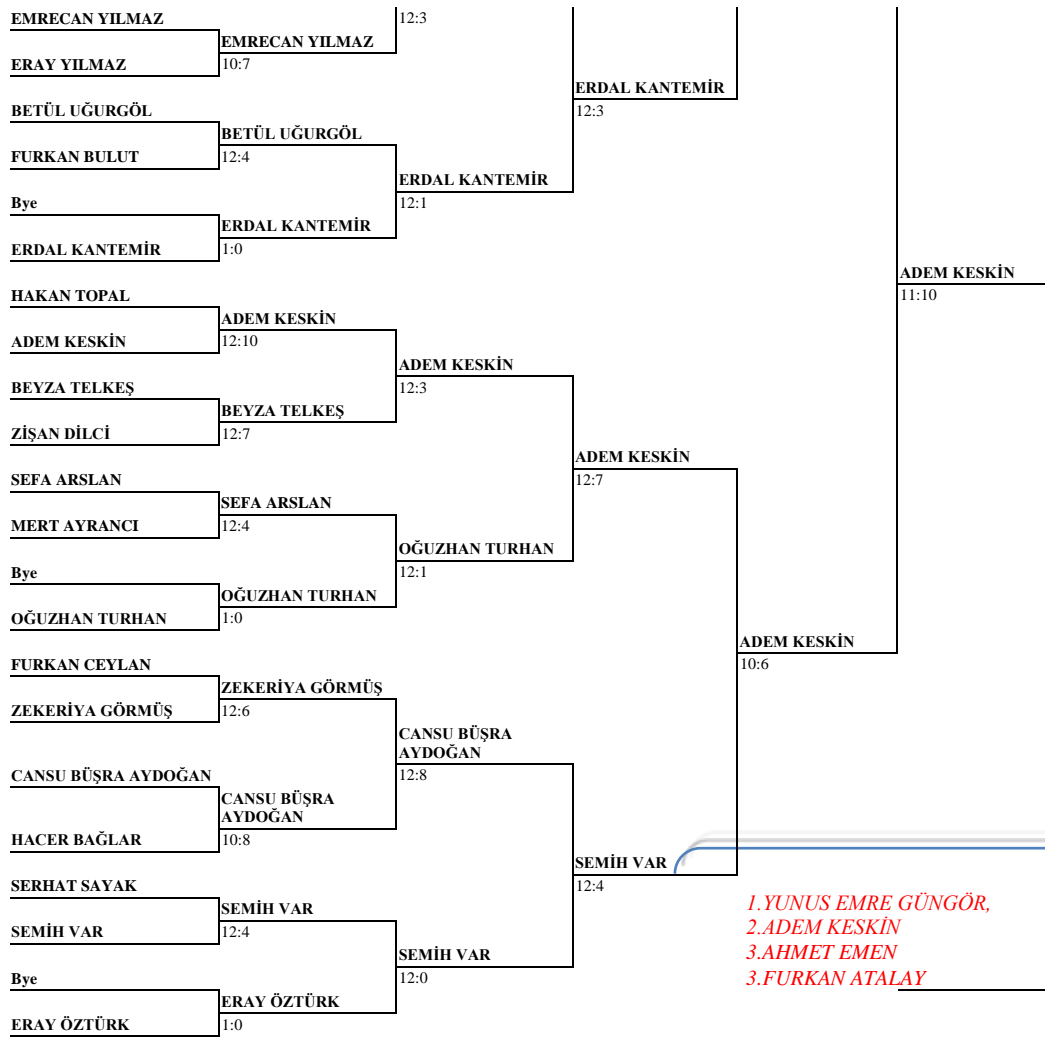 EMRECAN YILMAZ
12:3
EMRECAN YILMAZ
ERAY YILMAZ
10:7
ERDAL KANTEMİR
BETÜL UĞURGÖL
12:3
BETÜL UĞURGÖL
FURKAN BULUT
12:4
ERDAL KANTEMİR
Bye
12:1
ERDAL KANTEMİR
ERDAL KANTEMİR
1:0
ADEM KESKİN
HAKAN TOPAL
11:10
ADEM KESKİN
ADEM KESKİN
12:10
ADEM KESKİN
BEYZA TELKEŞ
12:3
BEYZA TELKEŞ
ZİŞAN DİLCİ
12:7
ADEM KESKİN
SEFA ARSLAN
12:7
SEFA ARSLAN
MERT AYRANCI
12:4
OĞUZHAN TURHAN
Bye
12:1
OĞUZHAN TURHAN
OĞUZHAN TURHAN
1:0
ADEM KESKİN
FURKAN CEYLAN
10:6
ZEKERİYA GÖRMÜŞ
ZEKERİYA GÖRMÜŞ
12:6
CANSU BÜŞRA
AYDOĞAN
CANSU BÜŞRA AYDOĞAN
12:8
CANSU BÜŞRA
AYDOĞAN
HACER BAĞLAR
10:8
SEMİH VAR
SERHAT SAYAK
12:4
SEMİH VAR
SEMİH VAR
12:4
SEMİH VAR
Bye
12:0
ERAY ÖZTÜRK
ERAY ÖZTÜRK
1:0
1.YUNUS EMRE GÜNGÖR,
2.ADEM KESKİN
3.AHMET EMEN
3.FURKAN ATALAY